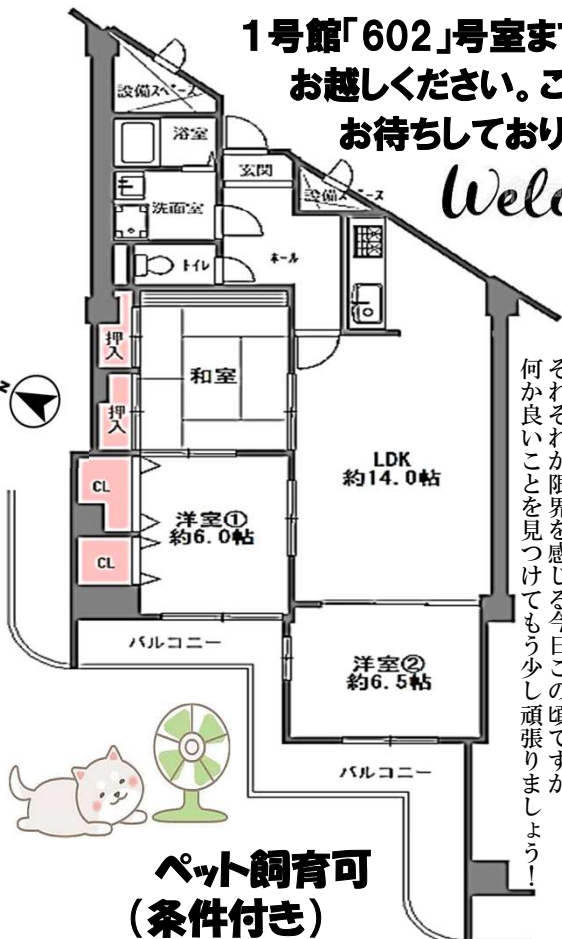 1号館「602」号室ま
お越しください。こ
お待ちしており
設備スペース
浴室
玄関
設備スペース
洗面室
ホール
トイレ
押入
和室
N
押入
LDK
約14.0帖
CL
洋室①
約6.0帖
CL
バルコニー
洋室②
約6.5帖
バルコニー
それぞれが限界を感じる今日この頃ですが
何か良いことを見つけてもう少し頑張りましょう!
ペット飼育可
(条件付き)